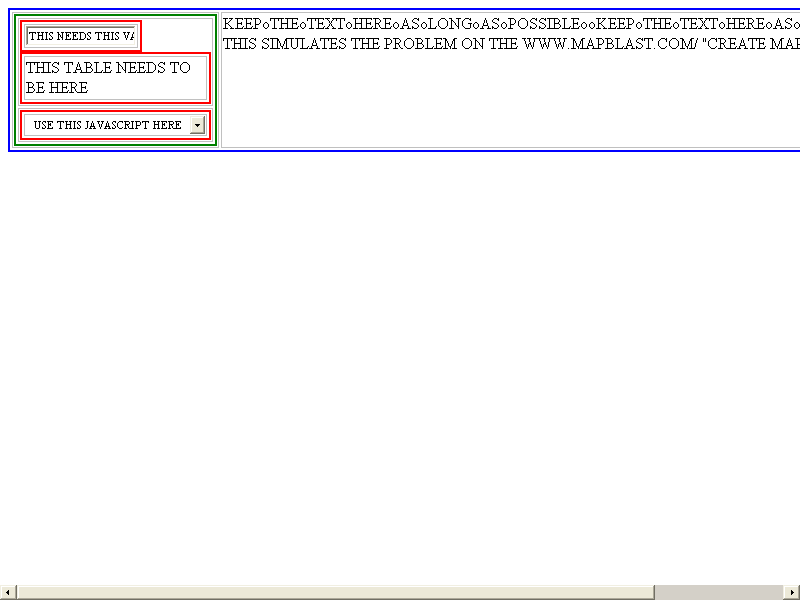 THIS NEEDS THIS VA
THIS TABLE NEEDS TO
BE HERE
USE THIS JAVASCRIPT HERE
KEEPoTHEoTEXToHEREoASoLONGoASoPOSSIBLEooKEEPoTHEoTEXToHEREoASo
THIS SIMULATES THE PROBLEM ON THE WWW.MAPBLAST.COM/ "CREATE MAP